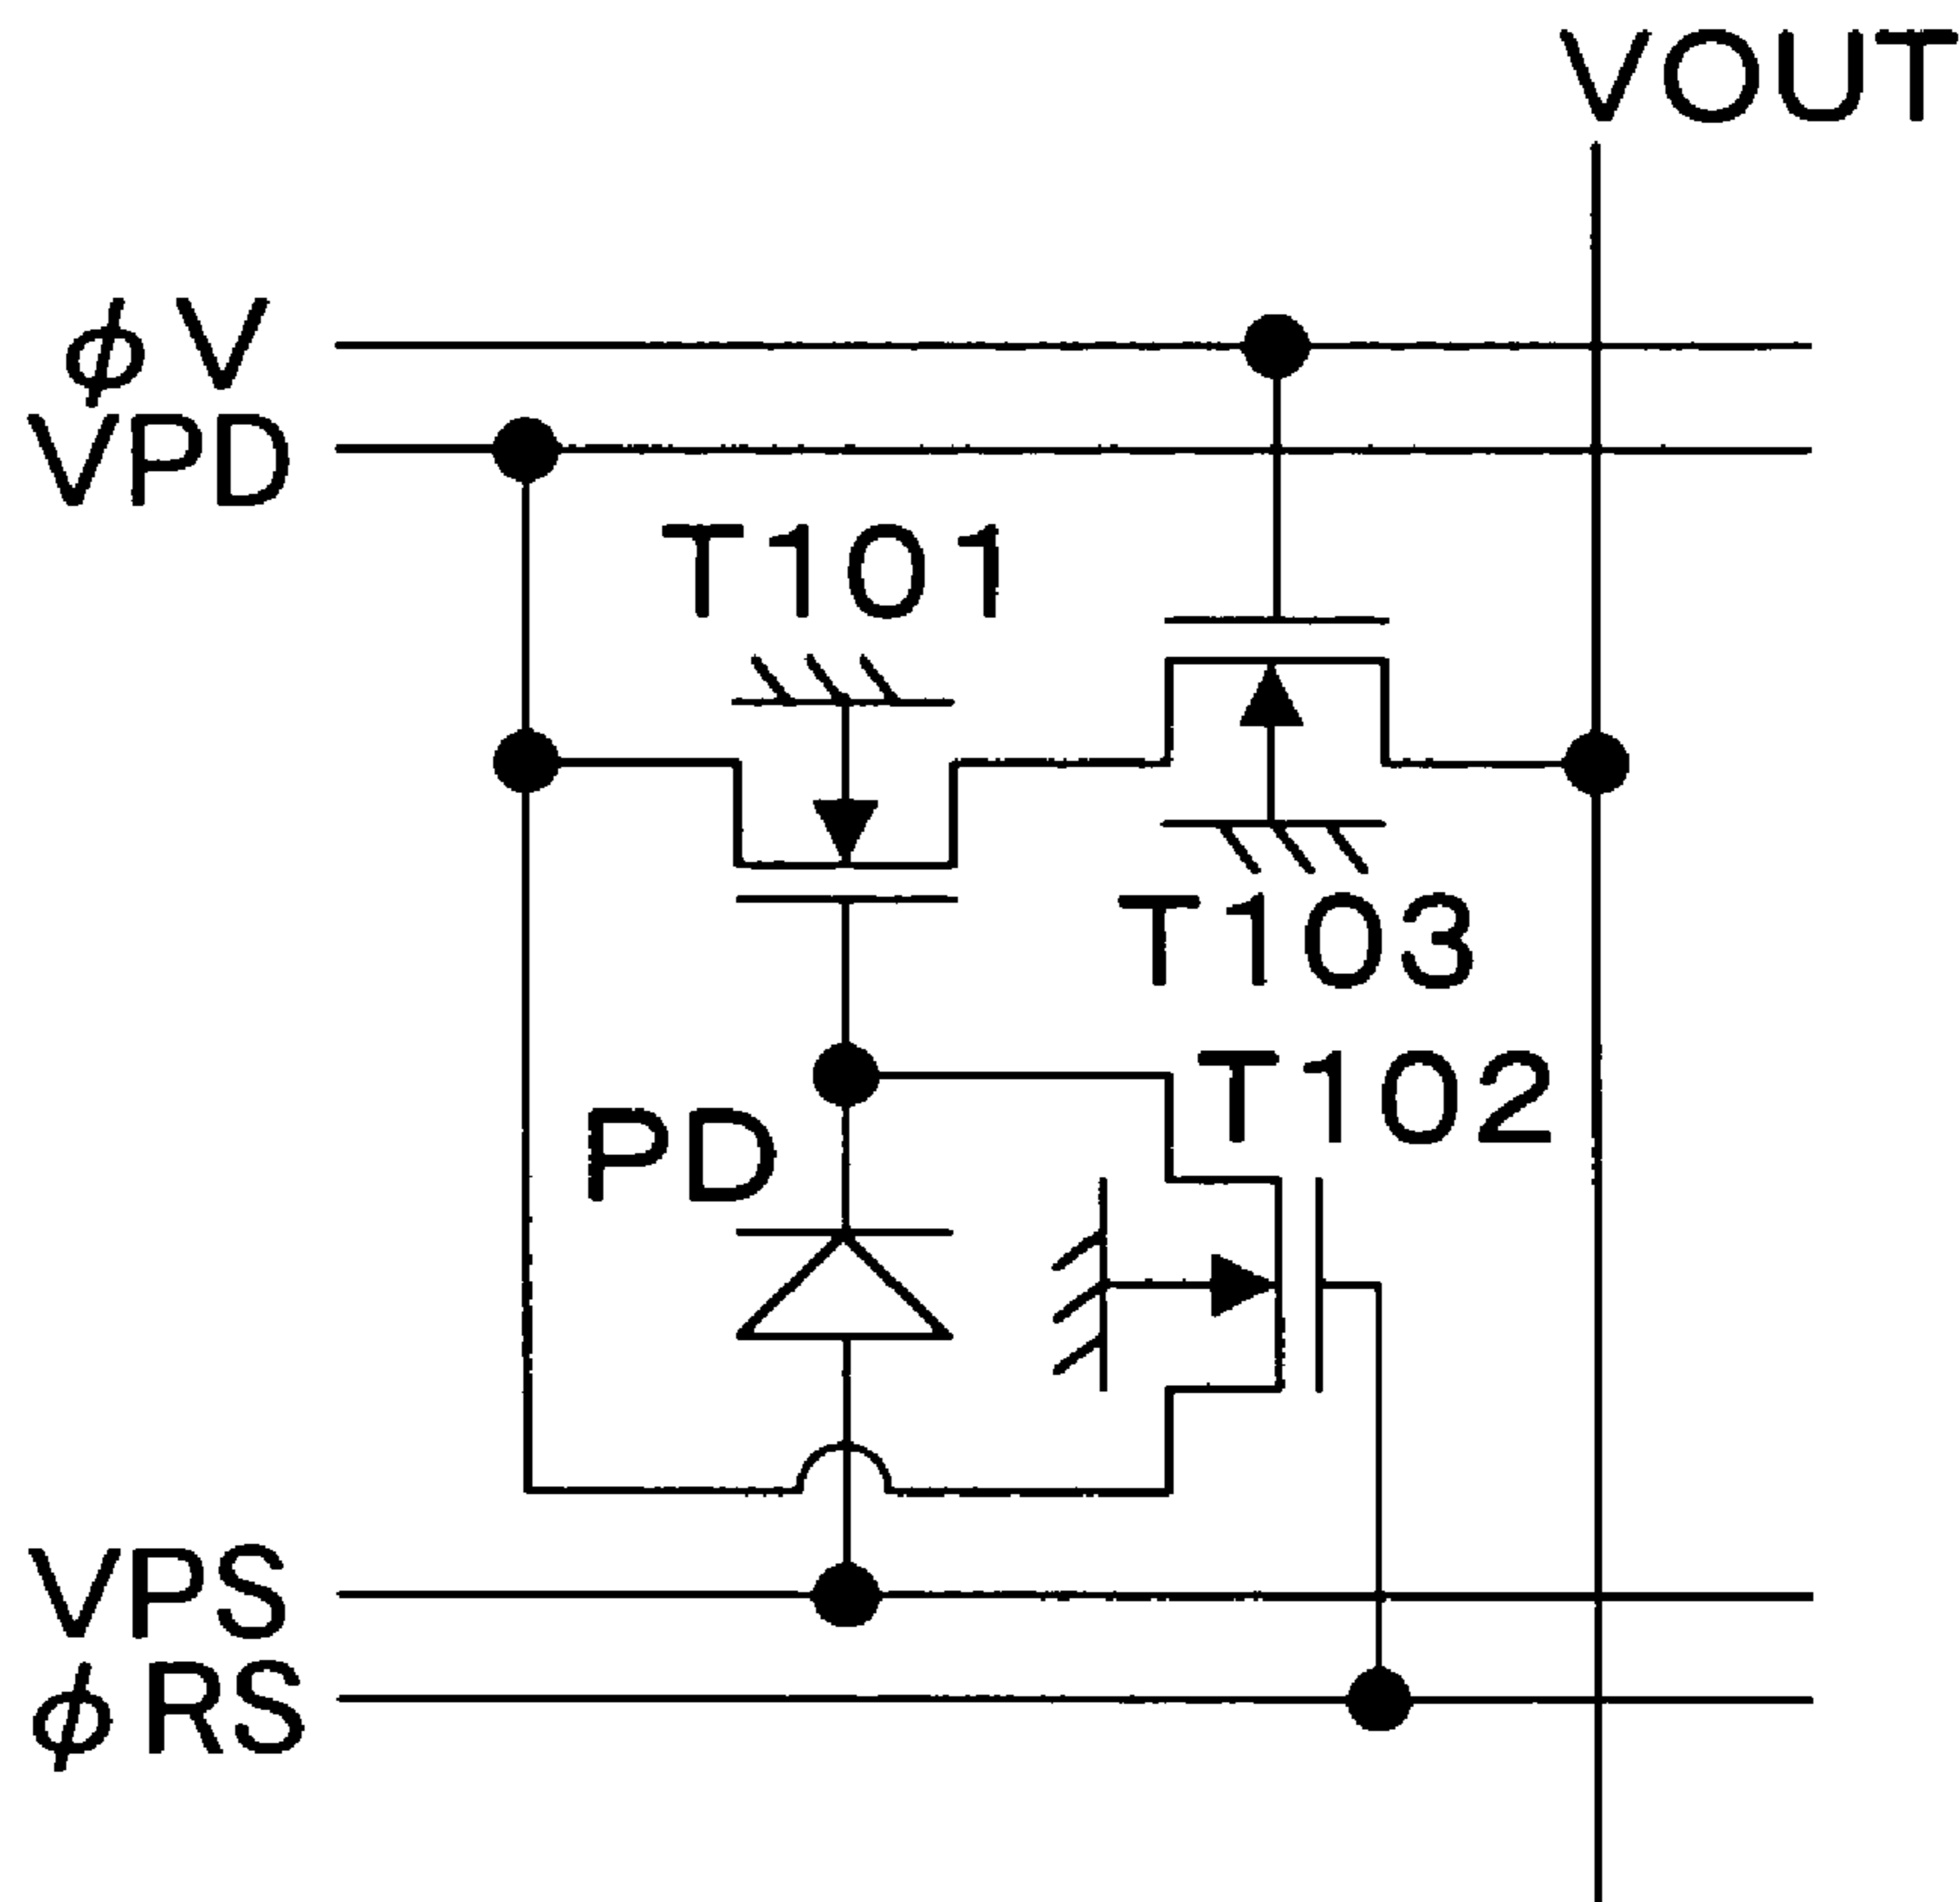 VOUT
ϕV
VPD
T101
T103
T102
PD
VPS
ϕRS